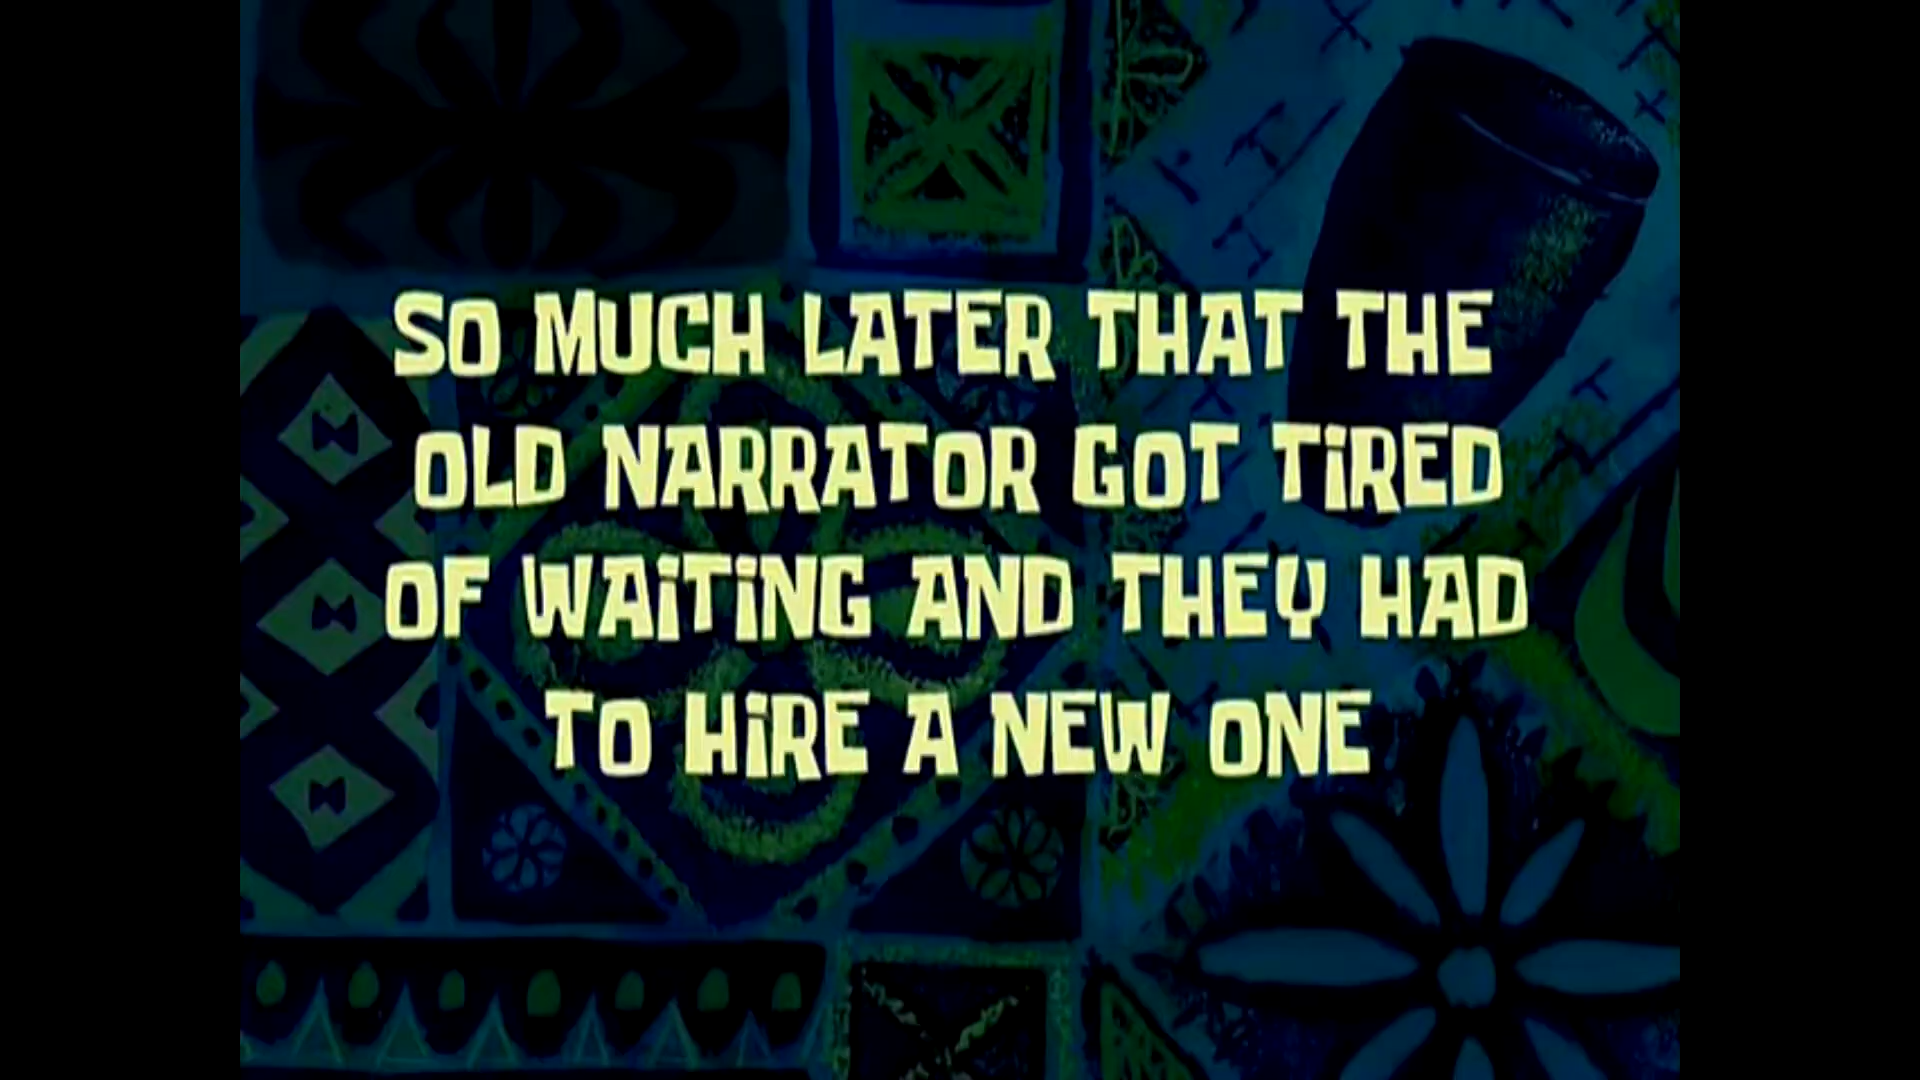 SO MUCH LATER THAT THE
OLD NARRATOR GOT TiRED
OF WAiTiNG AND THEY HAD
TO HiRE A NEW ONE